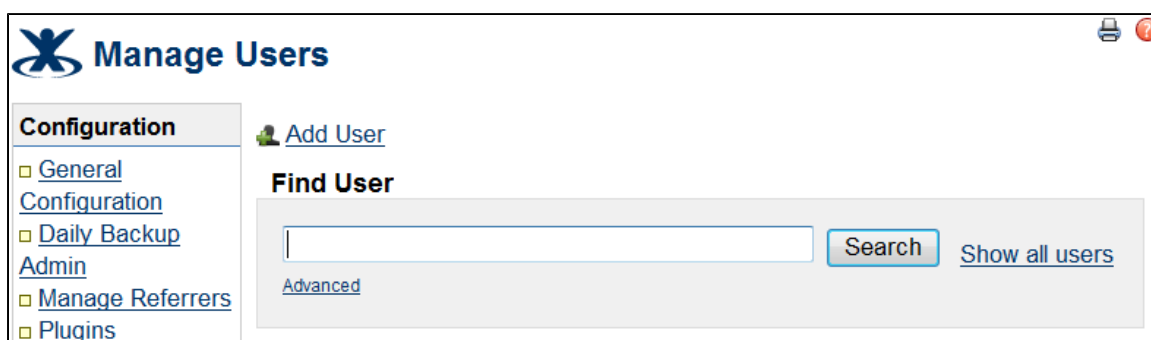 Manage Users
Configuration
General
Configuration
Daily Backup
Admin
Manage Referrers
Plugins
Add User
Find User
Search
Show all users
Advanced